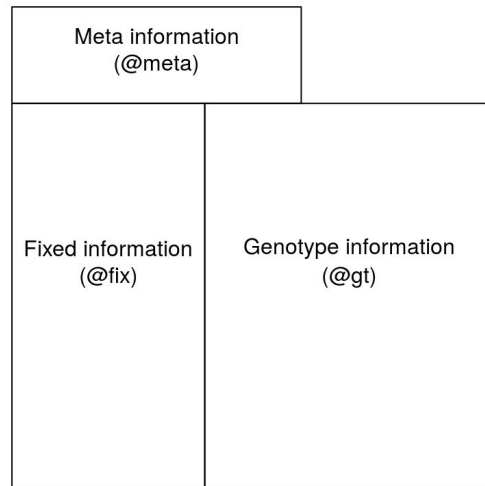 Meta information
(@meta)
Fixed information
(@fix)
Genotype information
(@gt)